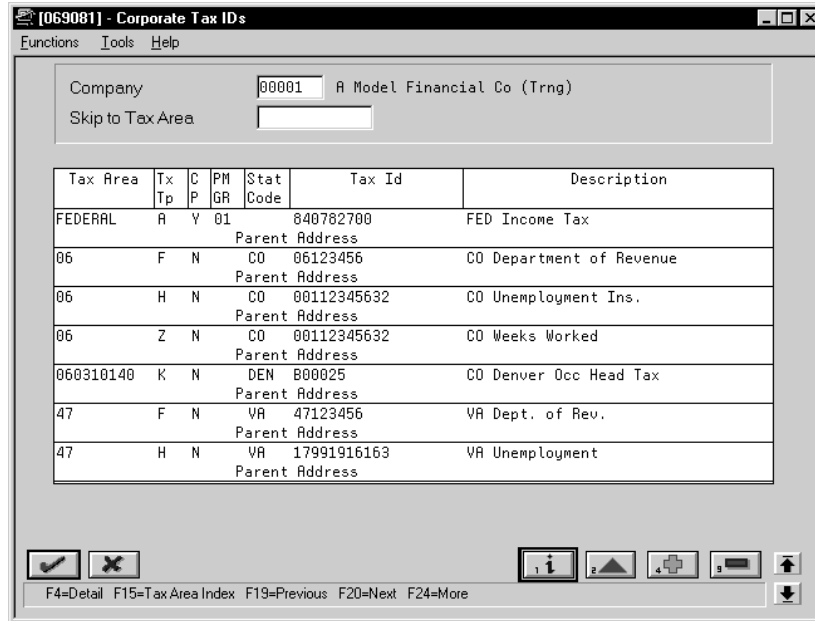 [069081] - Corporate Tax IDs
Functions Tools Help
Company 00001 A Model Financial Co (Trng)
Skip to Tax Area
Tax Area Tx C PM Stat Tax Id Description
Tp P GR Code
FEDERAL A Y 01 840782700 FED Income Tax
Parent Address
06 F N CO 06123456 CO Department of Revenue
Parent Address
06 H N CO 00112345632 CO Unemployment Ins.
Parent Address
06 Z N CO 00112345632 CO Weeks Worked
Parent Address
060310140 K N DEN B00025 CO Denver Occ Head Tax
Parent Address
47 F N VA 47123456 VA Dept. of Rev.
Parent Address
47 H N VA 17991916163 VA Unemployment
Parent Address
1 i 2 4 9
F4=Detail F15=Tax Area Index F19=Previous F20=Next F24=More